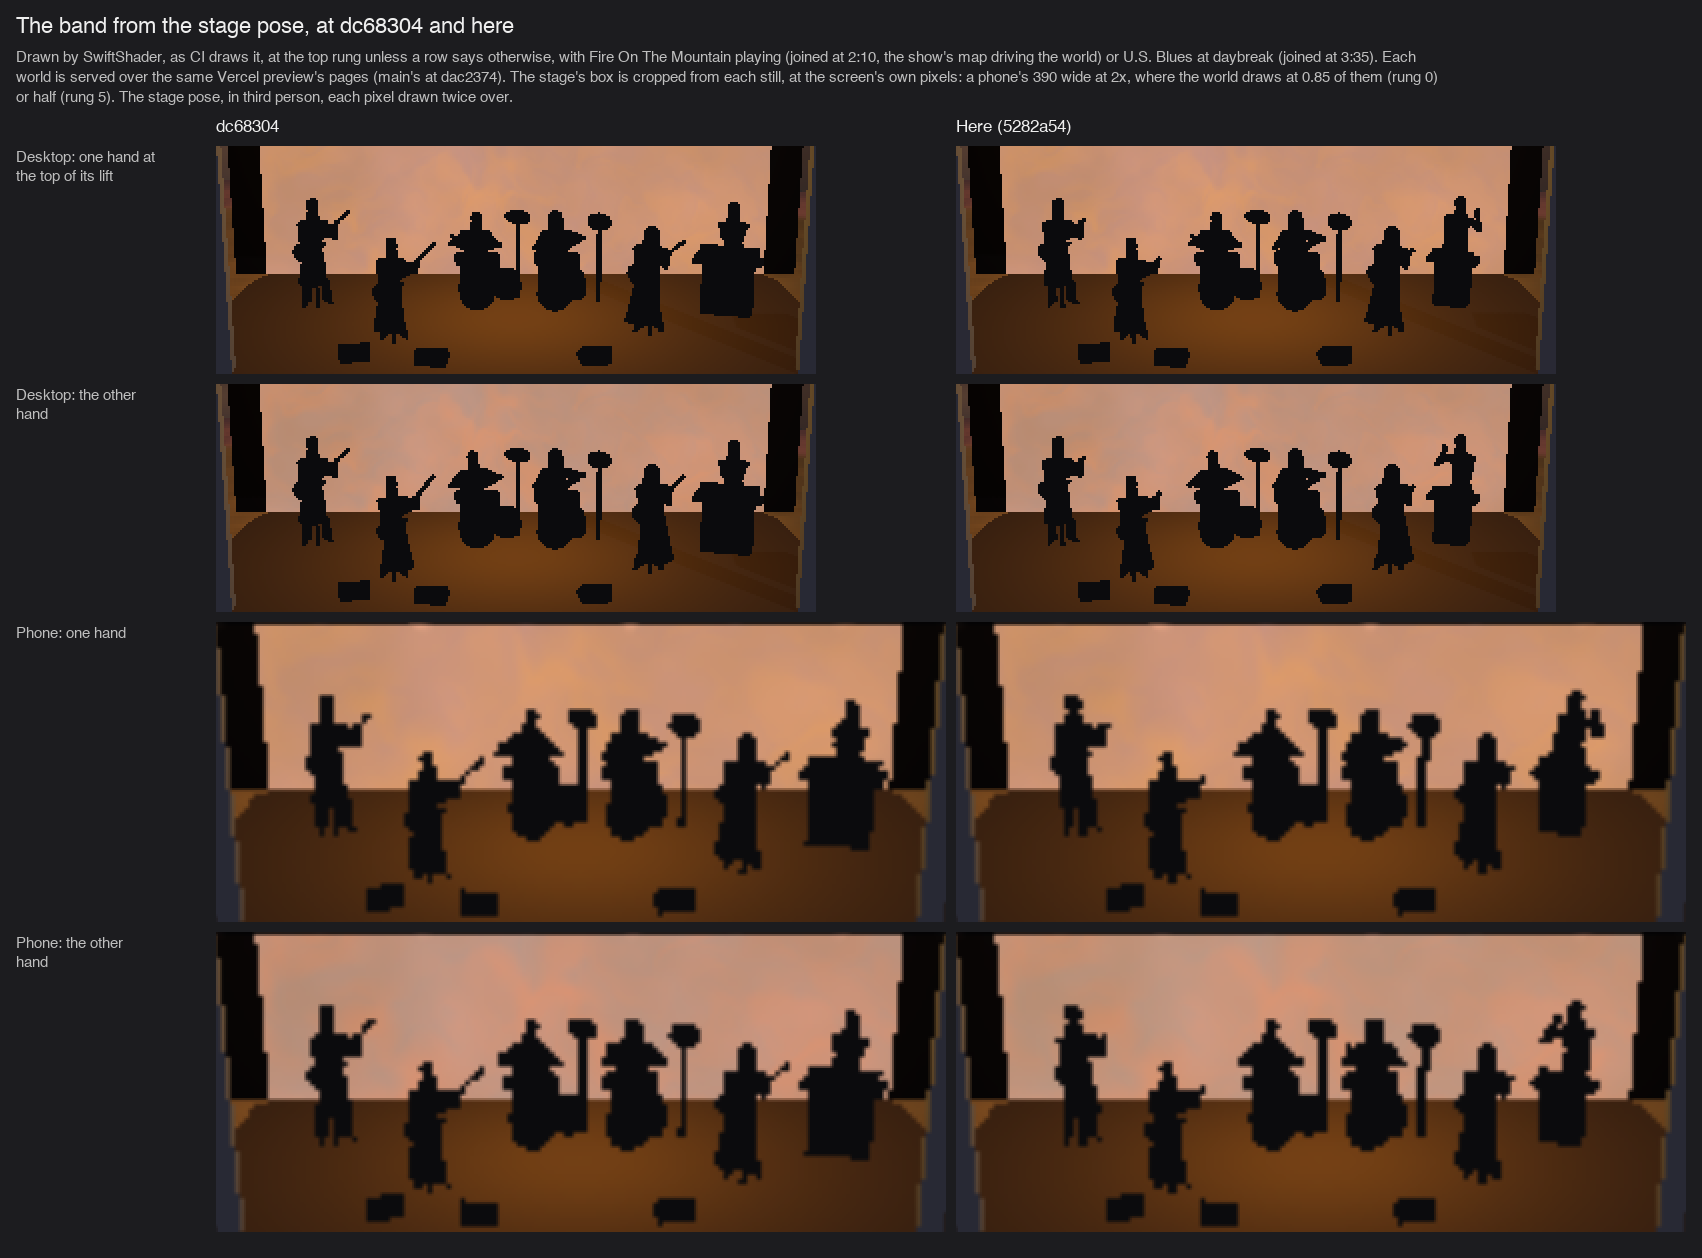 The band from the stage pose, at dc68304 and here
Drawn by SwiftShader, as CI draws it, at the top rung unless a row says otherwise, with Fire On The Mountain playing (joined at 2:10, the show's map driving the world) or U.S. Blues at daybreak (joined at 3:35). Each
world is served over the same Vercel preview's pages (main's at dac2374). The stage's box is cropped from each still, at the screen's own pixels: a phone's 390 wide at 2x, where the world draws at 0.85 of them (rung 0)
or half (rung 5). The stage pose, in third person, each pixel drawn twice over.
dc68304
Here (5282a54)
Desktop: one hand at
the top of its lift
Desktop: the other
hand
Phone: one hand
Phone: the other
hand